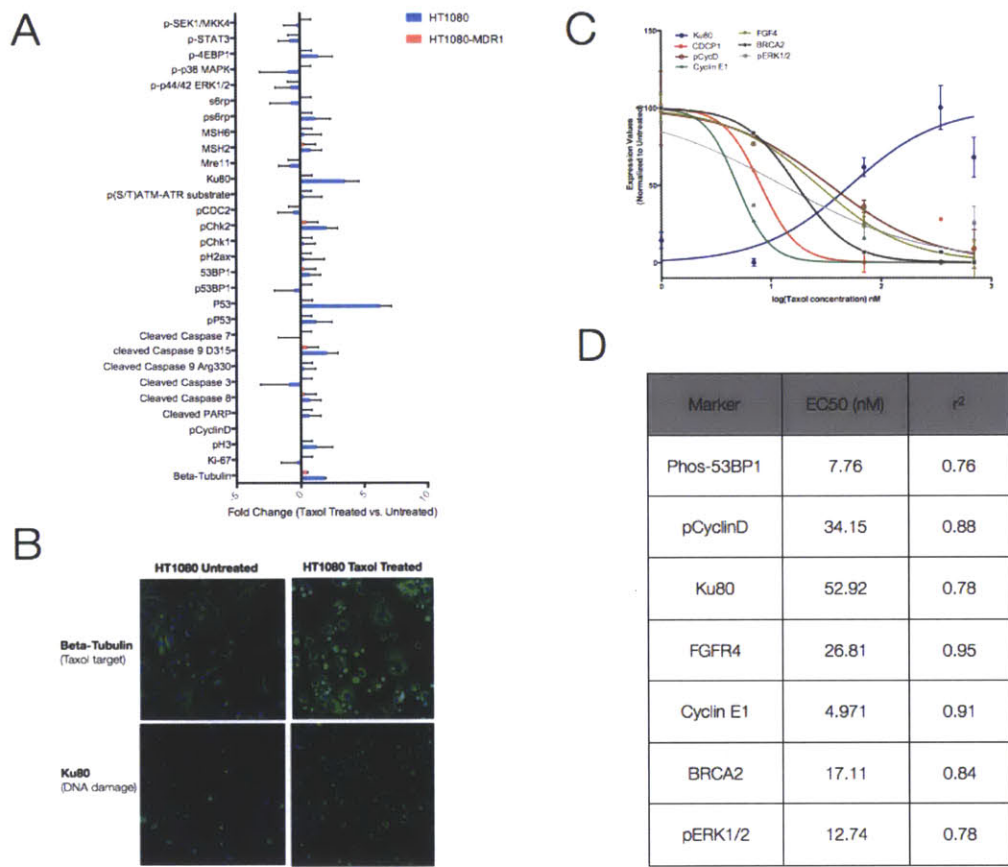 A
HT1080
HT1080-MDR1
p-SEK1/MKK4
p-STAT3
p-4EBP1
p-p38 MAPK
p-p44/42 ERK1/2
s6rp
ps6rp
MSH6
MSH2
Mre11
Ku80
p(S/T)ATM-ATR substrate
pCDC2
pChk2
pChk1
pH2ax
53BP1
p53BP1
P53
pP53
Cleaved Caspase 7
cleaved Caspase 9 D315
Cleaved Caspase 9 Arg330
Cleaved Caspase 3
Cleaved Caspase 8
Cleaved PARP
pCyclinD
pH3
Ki-67
Beta-Tubulin
-5 0 5 10
Fold Change (Taxol Treated vs. Untreated)
B
HT1080 Untreated HT1080 Taxol Treated
Beta-Tubulin
(Taxol target)
Ku80
(DNA damage)
C
Ku80 FGF4
CDCP1 BRCA2
pCycD pERK1/2
Cyclin E1
Expression Values
(Normalized to Untreated)
150
100
50
0
1 2 3
log(Taxol concentration) nM
D
Marker EC50 (nM) r²
Phos-53BP1 7.76 0.76
pCyclinD 34.15 0.88
Ku80 52.92 0.78
FGFR4 26.81 0.95
Cyclin E1 4.971 0.91
BRCA2 17.11 0.84
pERK1/2 12.74 0.78